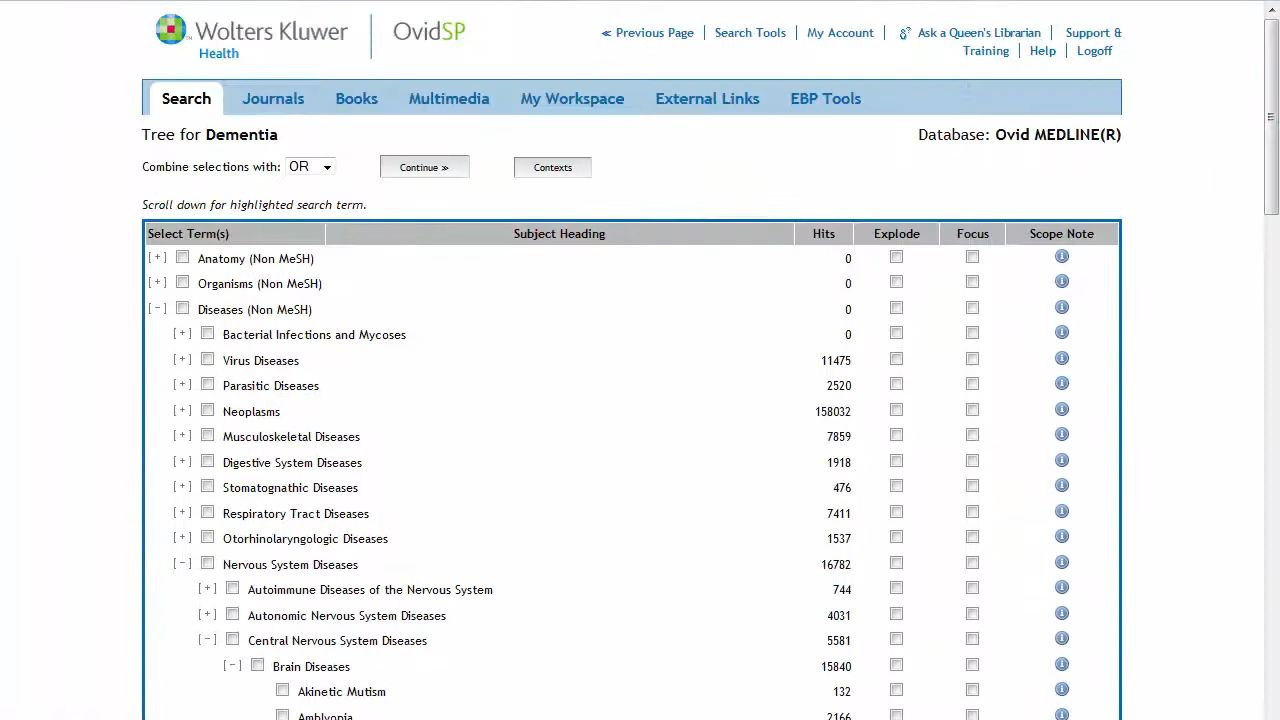 Wolters Kluwer
Health
OvidSP
≪ Previous Page
Search Tools
My Account
Ask a Queen's Librarian
Support & Training
Help
Logoff
Search
Journals
Books
Multimedia
My Workspace
External Links
EBP Tools
Tree for Dementia
Database: Ovid MEDLINE(R)
Combine selections with: OR
Continue ≫
Contexts
Scroll down for highlighted search term.
Select Term(s) Subject Heading Hits Explode Focus Scope Note
[+] Anatomy (Non MeSH) 0
[+] Organisms (Non MeSH) 0
[-] Diseases (Non MeSH) 0
[+] Bacterial Infections and Mycoses 0
[+] Virus Diseases 11475
[+] Parasitic Diseases 2520
[+] Neoplasms 158032
[+] Musculoskeletal Diseases 7859
[+] Digestive System Diseases 1918
[+] Stomatognathic Diseases 476
[+] Respiratory Tract Diseases 7411
[+] Otorhinolaryngologic Diseases 1537
[-] Nervous System Diseases 16782
[+] Autoimmune Diseases of the Nervous System 744
[+] Autonomic Nervous System Diseases 4031
[-] Central Nervous System Diseases 5581
[-] Brain Diseases 15840
Akinetic Mutism 132
Amblyopia 2166